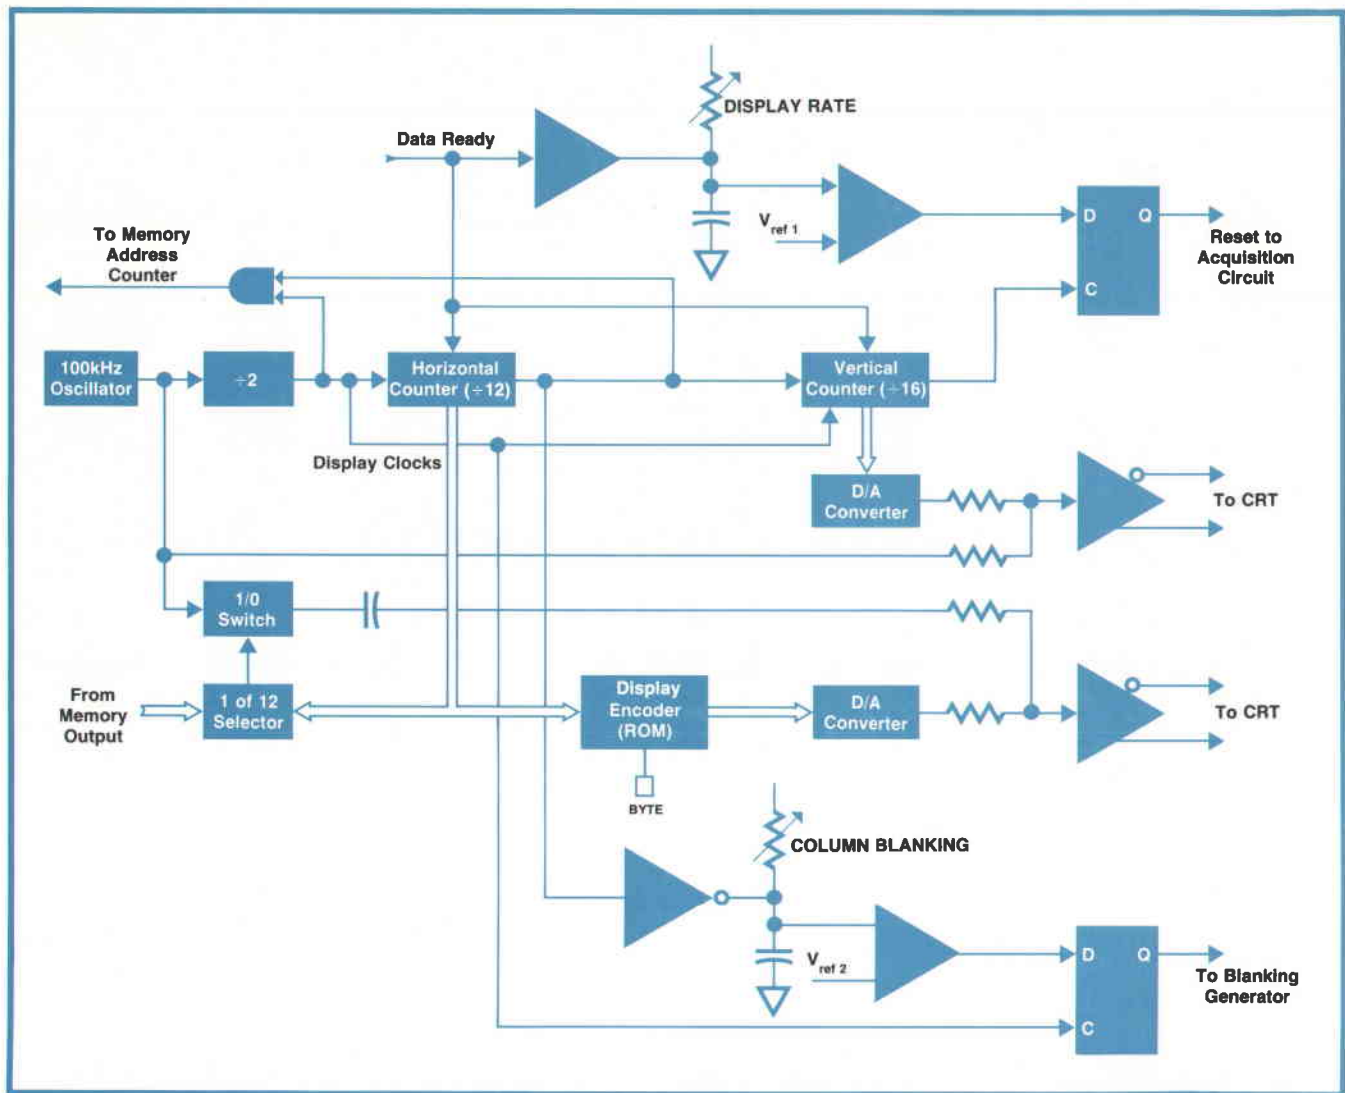 DISPLAY RATE
Data Ready
V ref 1
D Q
C
Reset to
Acquisition
Circuit
To Memory
Address
Counter
100kHz
Oscillator
÷2
Horizontal
Counter (÷12)
Vertical
Counter (÷16)
Display Clocks
D/A
Converter
To CRT
1/0
Switch
From
Memory
Output
1 of 12
Selector
Display
Encoder
(ROM)
BYTE
D/A
Converter
To CRT
COLUMN BLANKING
V ref 2
D Q
C
To Blanking
Generator